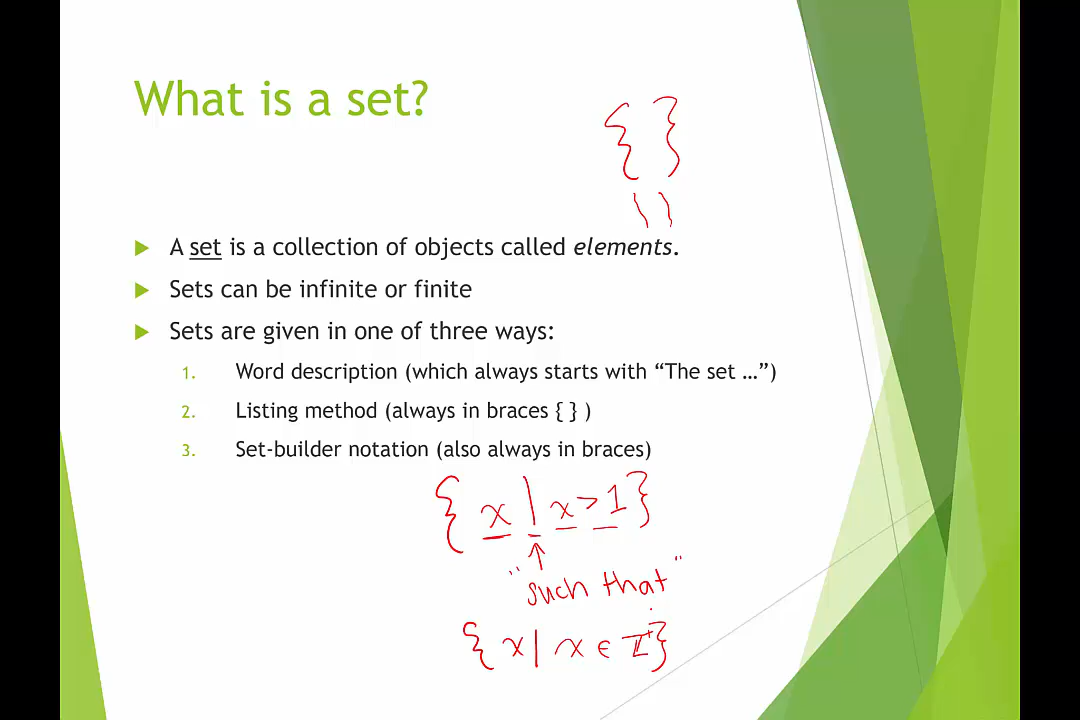 What is a set?
{ }
A set is a collection of objects called elements.
Sets can be infinite or finite
Sets are given in one of three ways:
1. Word description (which always starts with “The set …”)
2. Listing method (always in braces { } )
3. Set-builder notation (also always in braces)
{ x | x > 1 }
"such that"
{ x | x ∈ ℤ⁺ }